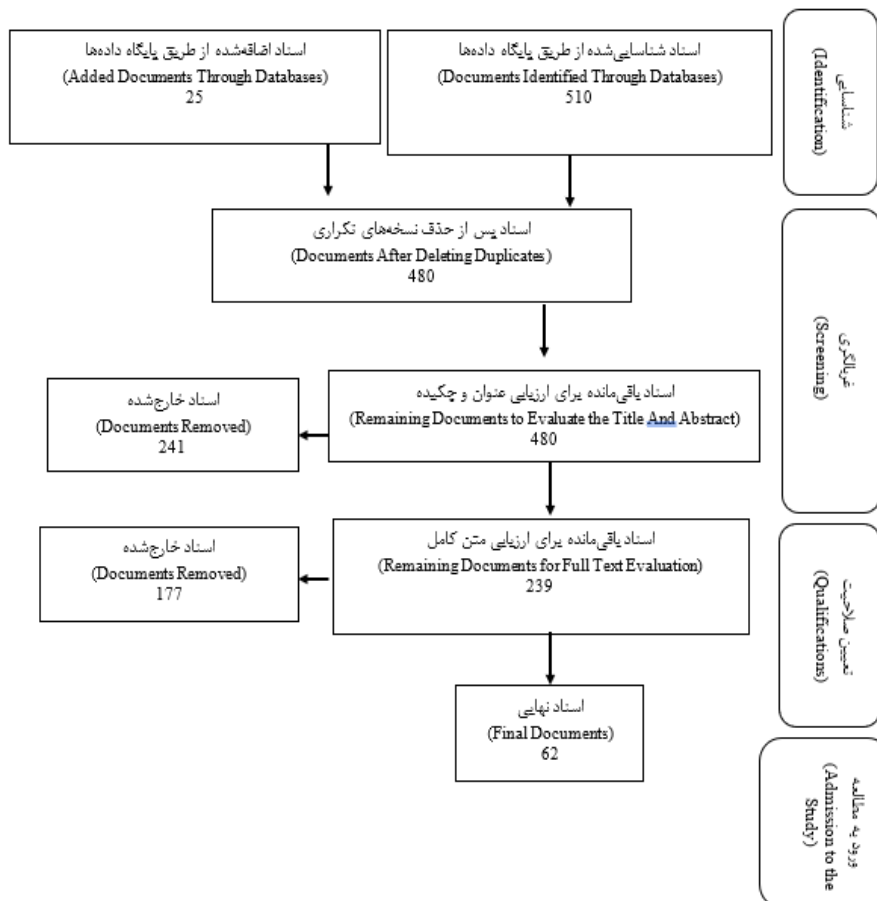 اسناد شناسایی‌شده از طریق پایگاه داده‌ها
(Documents Identified Through Databases)
510
اسناد اضافه‌شده از طریق پایگاه داده‌ها
(Added Documents Through Databases)
25
شناسایی
(Identification)
اسناد پس از حذف نسخه‌های تکراری
(Documents After Deleting Duplicates)
480
غربالگری
(Screening)
اسناد باقی‌مانده برای ارزیابی عنوان و چکیده
(Remaining Documents to Evaluate the Title And Abstract)
480
اسناد خارج‌شده
(Documents Removed)
241
اسناد باقی‌مانده برای ارزیابی متن کامل
(Remaining Documents for Full Text Evaluation)
239
اسناد خارج‌شده
(Documents Removed)
177
تعیین صلاحیت
(Qualifications)
اسناد نهایی
(Final Documents)
62
ورود به مطالعه
(Admission to the
Study)